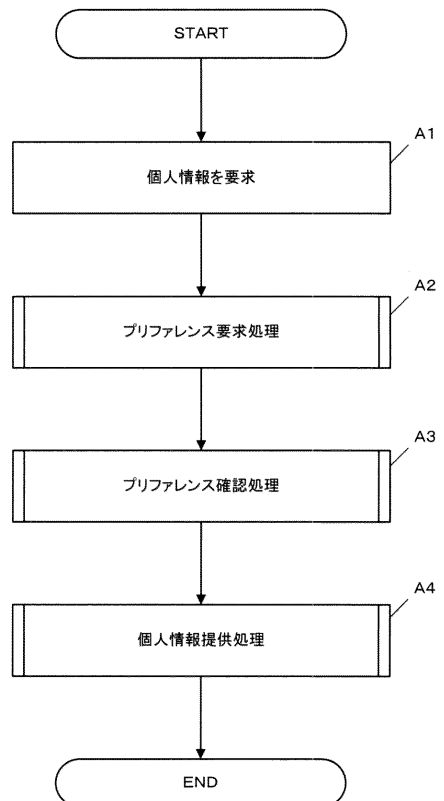 START
A1
個人情報を要求
A2
プリファレンス要求処理
A3
プリファレンス確認処理
A4
個人情報提供処理
END